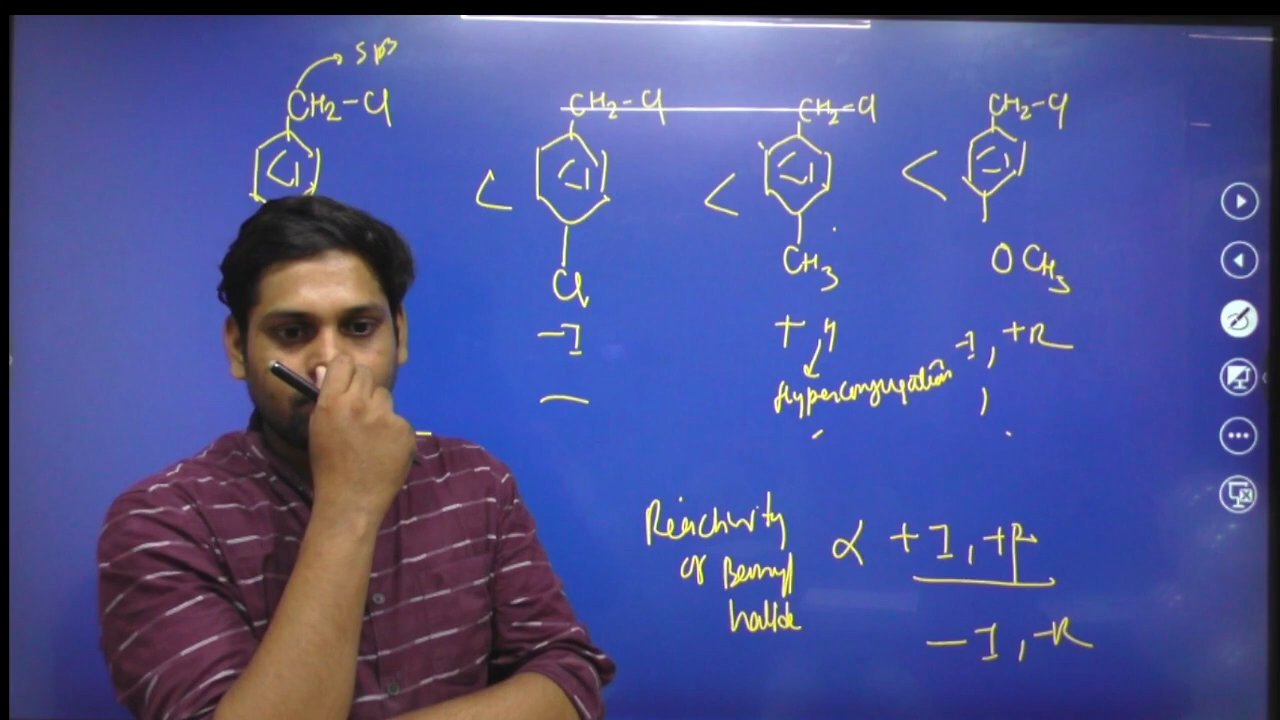 sp3
CH2-Cl
CH2-Cl
CH2-Cl
CH2-Cl
<
<
<
Cl
CH3
OCH3
-I
+ H
-I, +R
Hyperconjugation
—
Reactivity
of Benzyl
halide
α
+I, +R
-I, -R